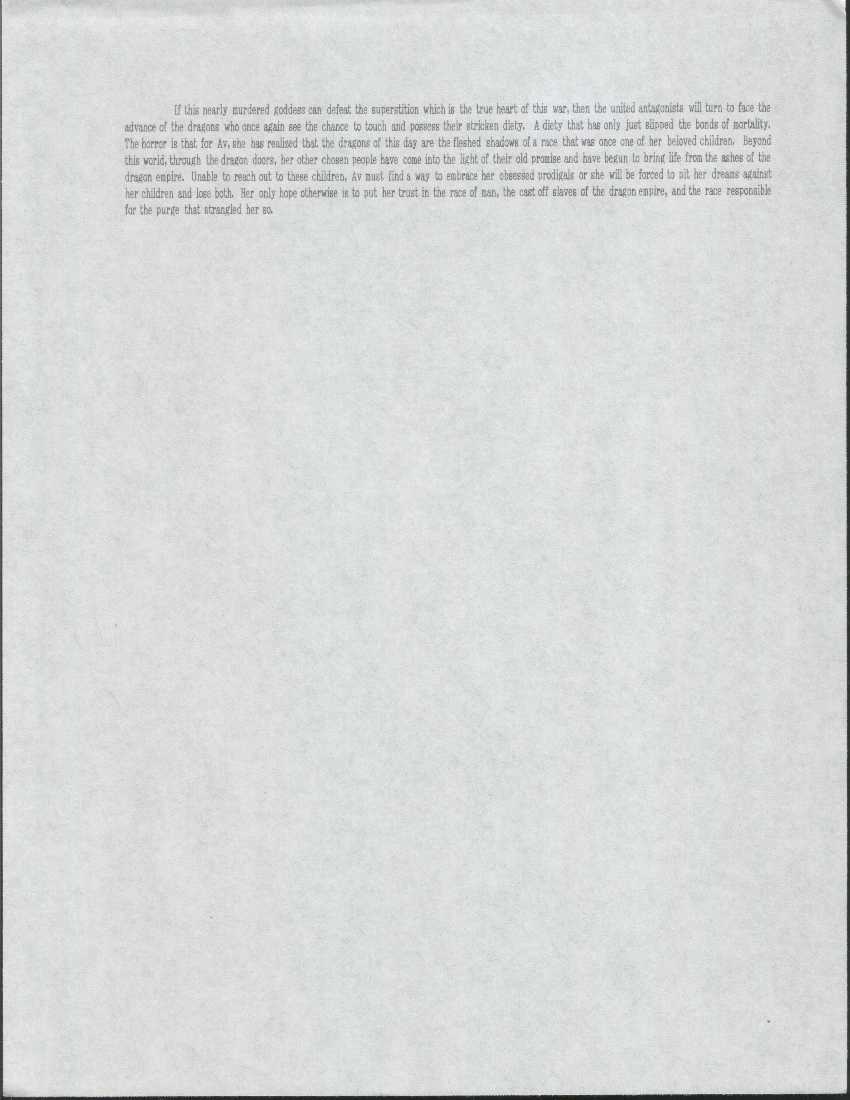 If this nearly murdered goddess can defeat the superstition which is the true heart of this war, then the united antagonists will turn to face the
advance of the dragons who once again see the chance to touch and possess their stricken diety. A diety that has only just slipped the bonds of mortality.
The horror is that for Av, she has realised that the dragons of this day are the fleshed shadows of a race that was once one of her beloved children. Beyond
this world, through the dragon doors, her other chosen people have come into the light of their old promise and have begun to bring life from the ashes of the
dragon empire. Unable to reach out to these children, Av must find a way to embrace her obsessed prodigals or she will be forced to pit her dreams against
her children and lose both. Her only hope otherwise is to put her trust in the race of man, the cast off slaves of the dragon empire, and the race responsible
for the purge that strangled her so.